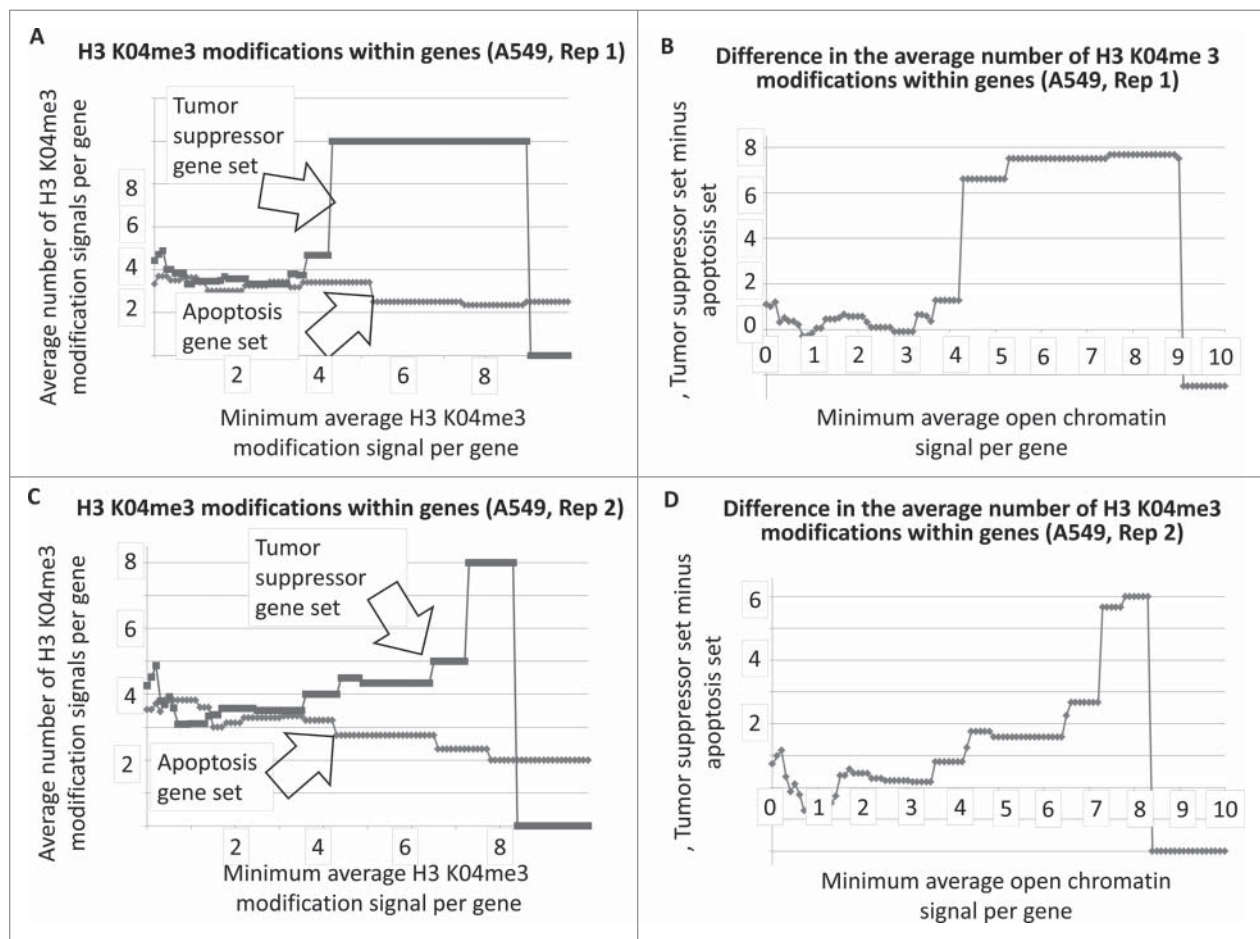 A
H3 K04me3 modifications within genes (A549, Rep 1)
Average number of H3 K04me3
modification signals per gene
8
6
4
2
Tumor
suppressor
gene set
Apoptosis
gene set
2 4 6 8
Minimum average H3 K04me3
modification signal per gene
B
Difference in the average number of H3 K04me 3
modifications within genes (A549, Rep 1)
, Tumor suppressor set minus
apoptosis set
8
6
4
2
0
0 1 2 3 4 5 6 7 8 9 10
Minimum average open chromatin
signal per gene
C
H3 K04me3 modifications within genes (A549, Rep 2)
Average number of H3 K04me3
modification signals per gene
8
6
4
2
Tumor
suppressor
gene set
Apoptosis
gene set
2 4 6 8
Minimum average H3 K04me3
modification signal per gene
D
Difference in the average number of H3 K04me3
modifications within genes (A549, Rep 2)
, Tumor suppressor set minus
apoptosis set
6
4
2
0 1 2 3 4 5 6 7 8 9 10
Minimum average open chromatin
signal per gene